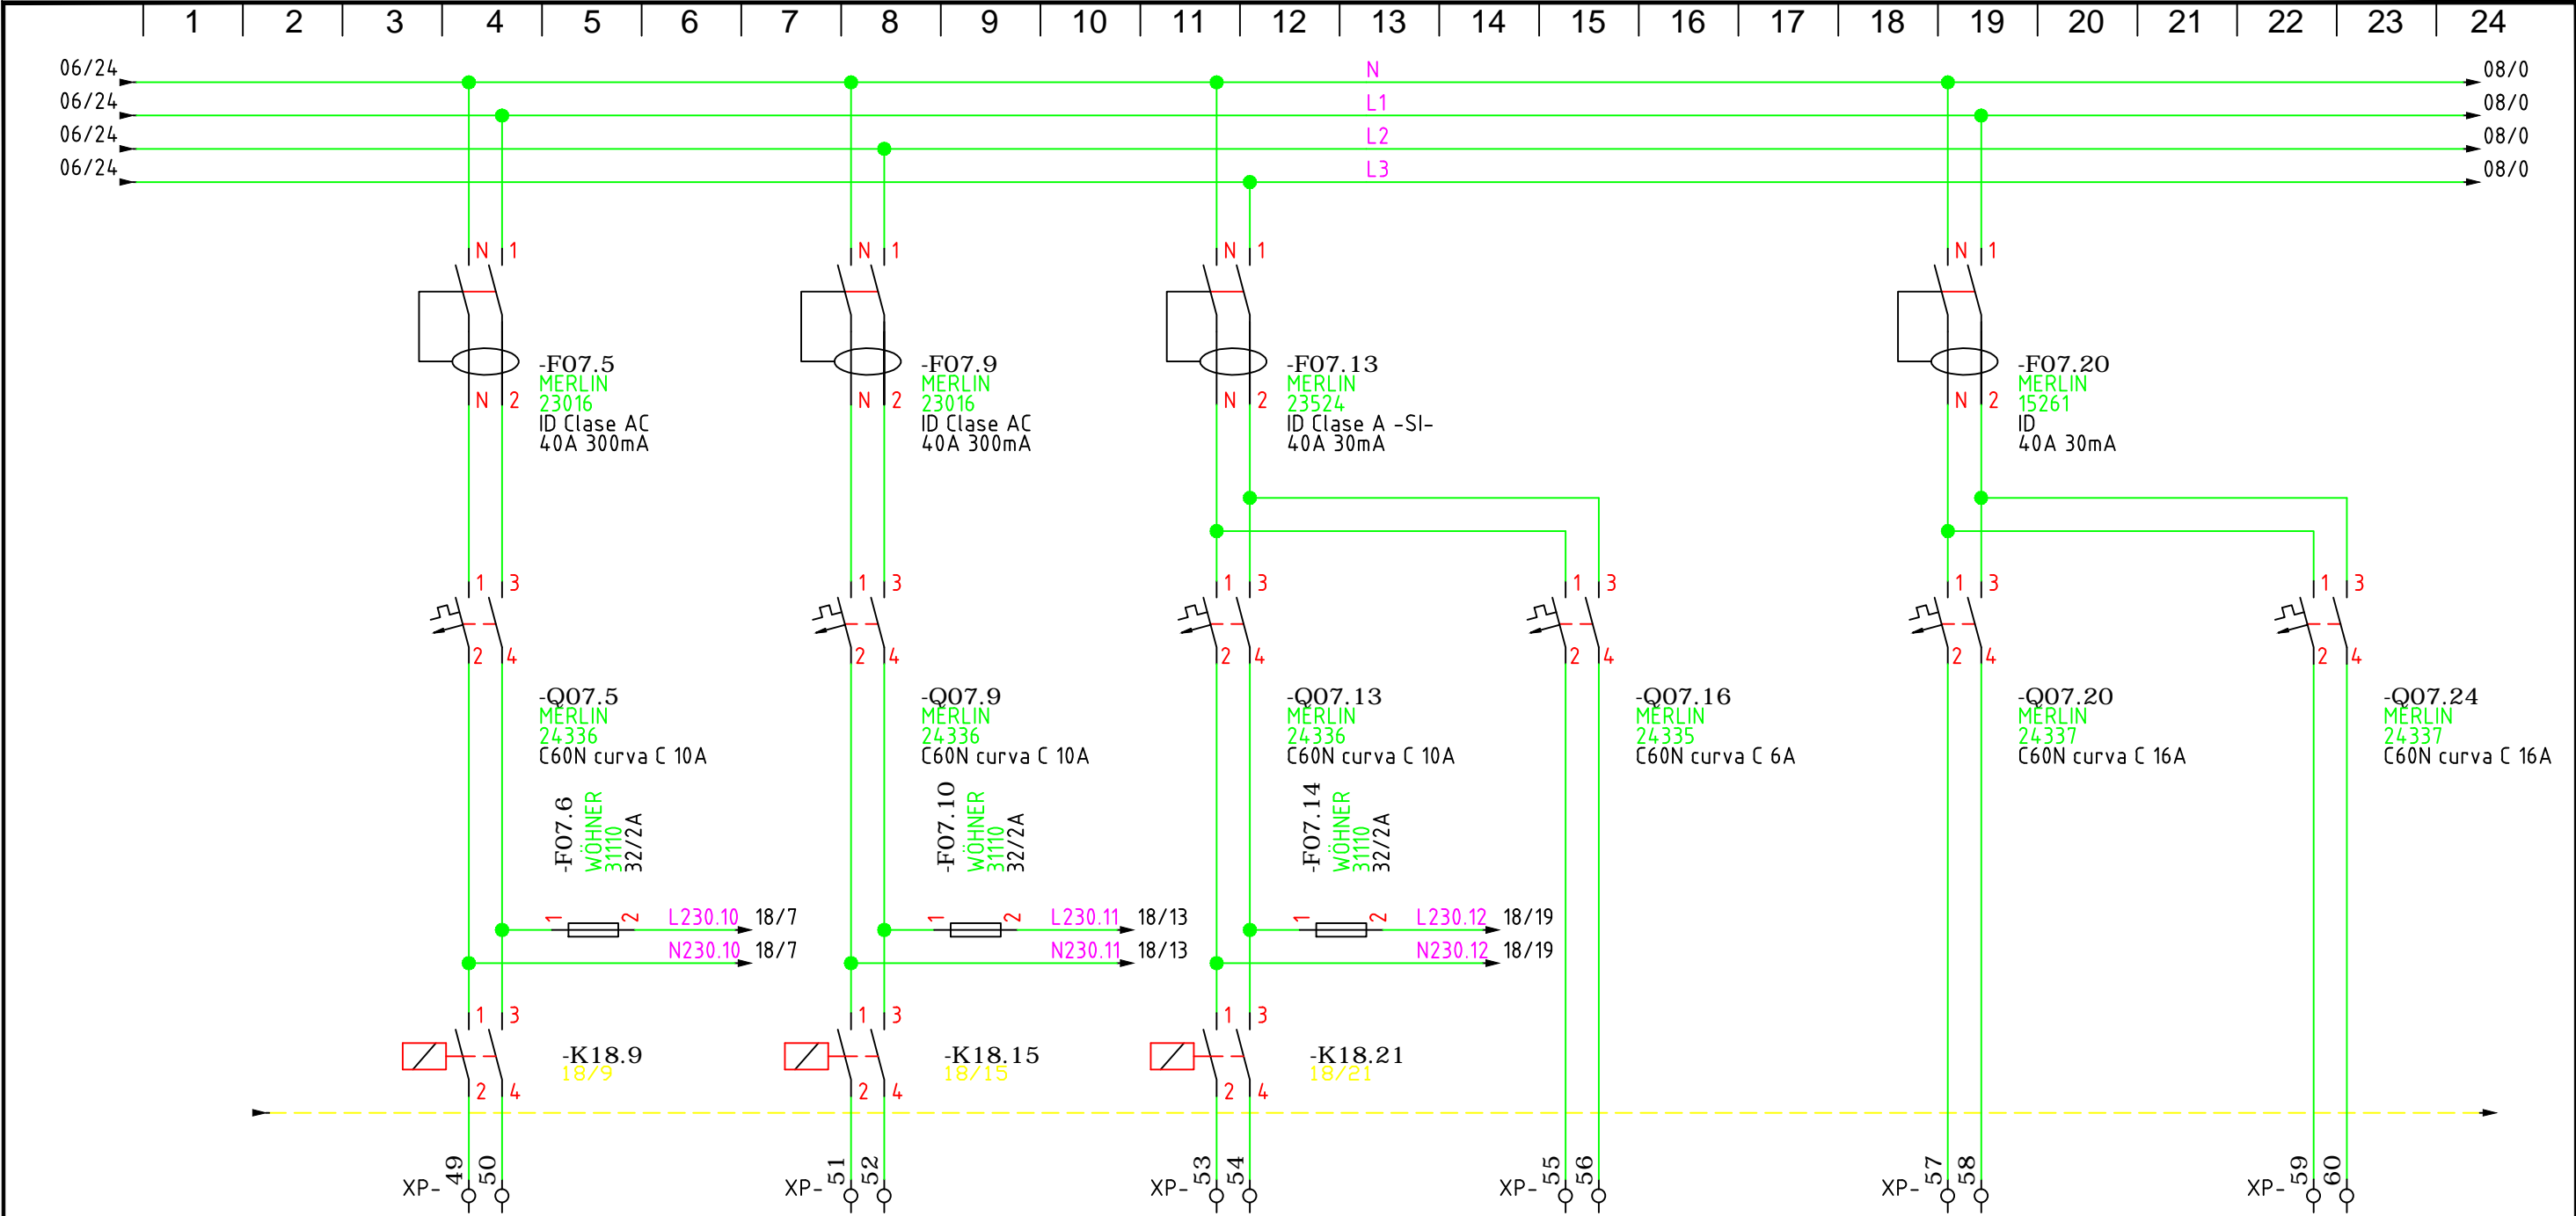 1 2 3 4 5 6 7 8 9 10 11 12 13 14 15 16 17 18 19 20 21 22 23 24
06/24 N 08/0
06/24 L1 08/0
06/24 L2 08/0
06/24 L3 08/0
N 1 N 1 N 1 N 1
-F07.5 -F07.9 -F07.13 -F07.20
MERLIN MERLIN MERLIN MERLIN
N 2 23016 N 2 23016 N 2 23524 N 2 15261
ID Clase AC ID Clase AC ID Clase A -SI- ID
40A 300mA 40A 300mA 40A 30mA 40A 30mA
1 3 1 3 1 3 1 3 1 3 1 3
2 4 2 4 2 4 2 4 2 4 2 4
-Q07.5 -Q07.9 -Q07.13 -Q07.16 -Q07.20 -Q07.24
MERLIN MERLIN MERLIN MERLIN MERLIN MERLIN
24336 24336 24336 24335 24337 24337
C60N curva C 10A C60N curva C 10A C60N curva C 10A C60N curva C 6A C60N curva C 16A C60N curva C 16A
-F07.6
WÖHNER
31110
32/2A
-F07.10
WÖHNER
31110
32/2A
-F07.14
WÖHNER
31110
32/2A
1 2 L230.10 18/7 1 2 L230.11 18/13 1 2 L230.12 18/19
N230.10 18/7 N230.11 18/13 N230.12 18/19
1 3 1 3 1 3
-K18.9 -K18.15 -K18.21
18/9 18/15 18/21
2 4 2 4 2 4
XP- 49 50 XP- 51 52 XP- 53 54 XP- 55 56 XP- 57 58 XP- 59 60